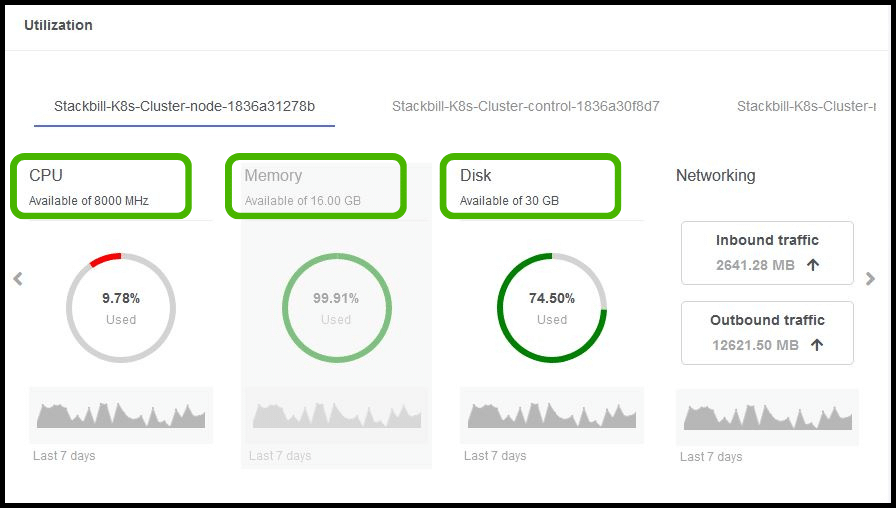 Utilization
Stackbill-K8s-Cluster-node-1836a31278b
Stackbill-K8s-Cluster-control-1836a30f8d7
Stackbill-K8s-Cluster-
CPU
Available of 8000 MHz
9.78%
Used
Last 7 days
Memory
Available of 16.00 GB
99.91%
Used
Last 7 days
Disk
Available of 30 GB
74.50%
Used
Last 7 days
Networking
Inbound traffic
2641.28 MB
Outbound traffic
12621.50 MB
Last 7 days